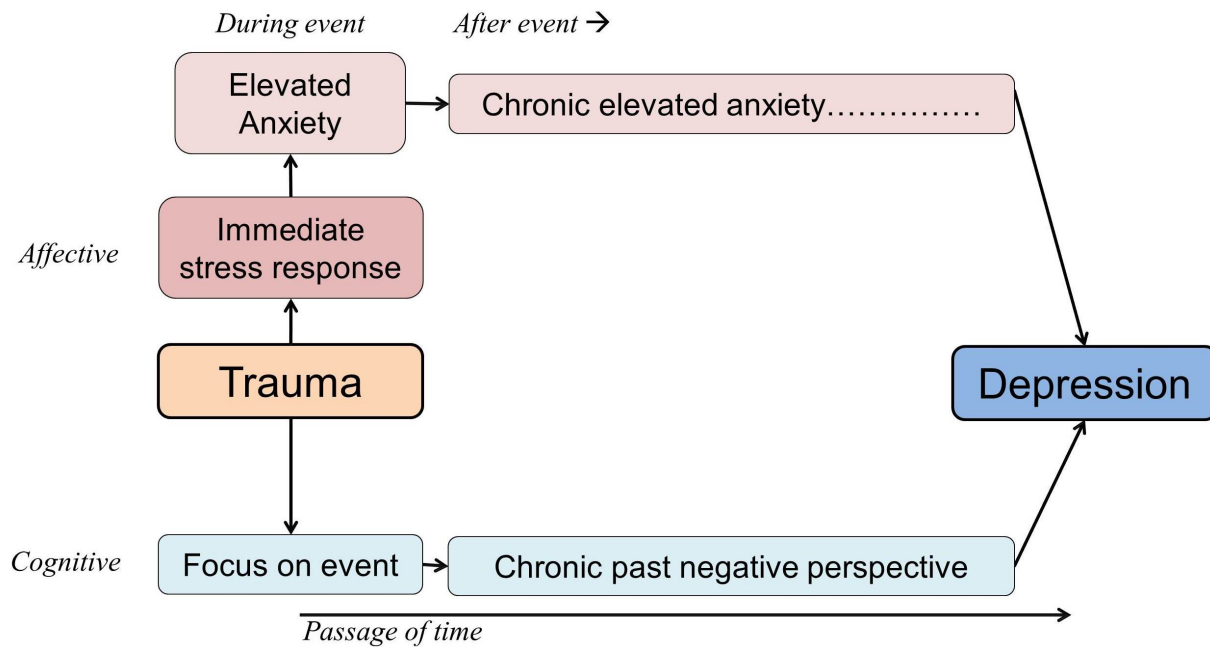 During event
After event →
Elevated
Anxiety
Chronic elevated anxiety……………
Affective
Immediate
stress response
Trauma
Depression
Cognitive
Focus on event
Chronic past negative perspective
Passage of time